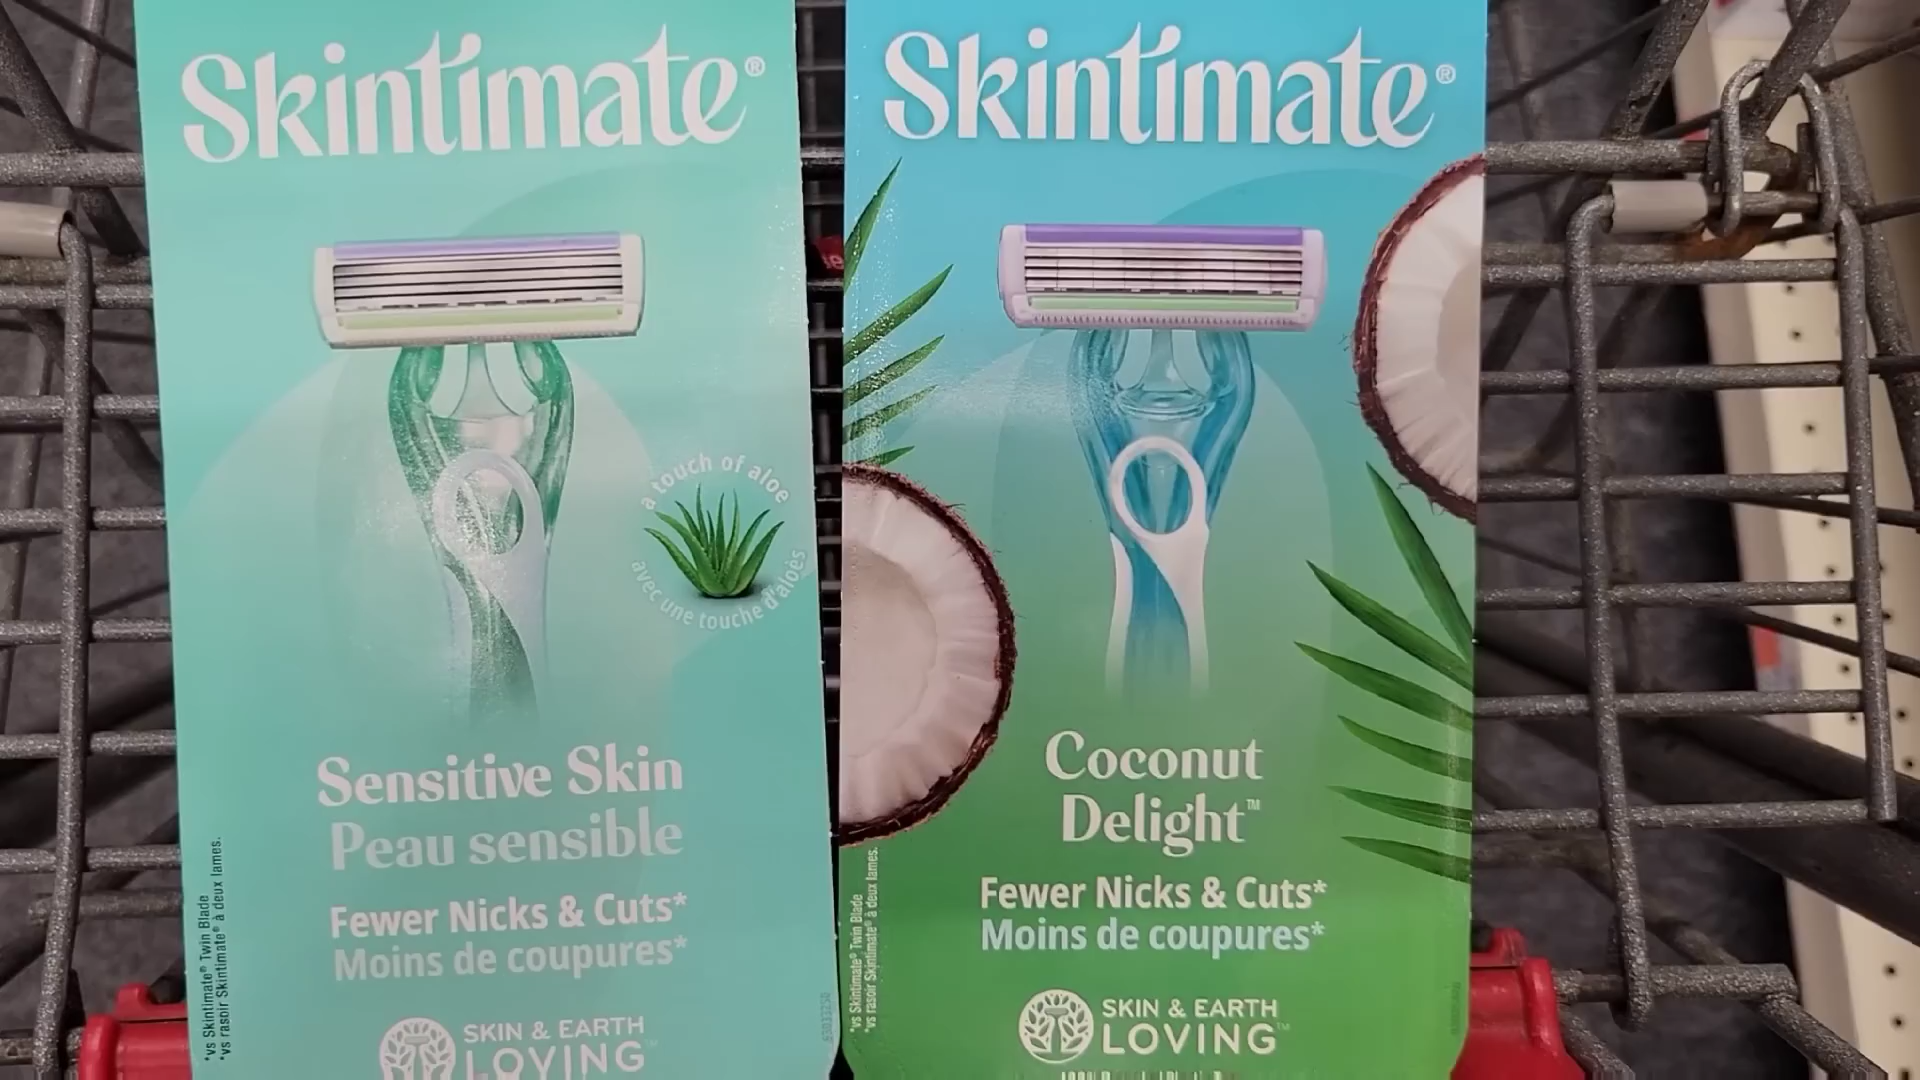 Skintimate®
a touch of aloe
avec une touche d'aloès
Sensitive Skin
Peau sensible
Fewer Nicks & Cuts*
Moins de coupures*
*vs Skintimate® Twin Blade
*vs rasoir Skintimate® à deux lames.
SKIN & EARTH
LOVING™
Skintimate®
Coconut
Delight™
Fewer Nicks & Cuts*
Moins de coupures*
*vs Skintimate® Twin Blade
*vs rasoir Skintimate® à deux lames.
SKIN & EARTH
LOVING™